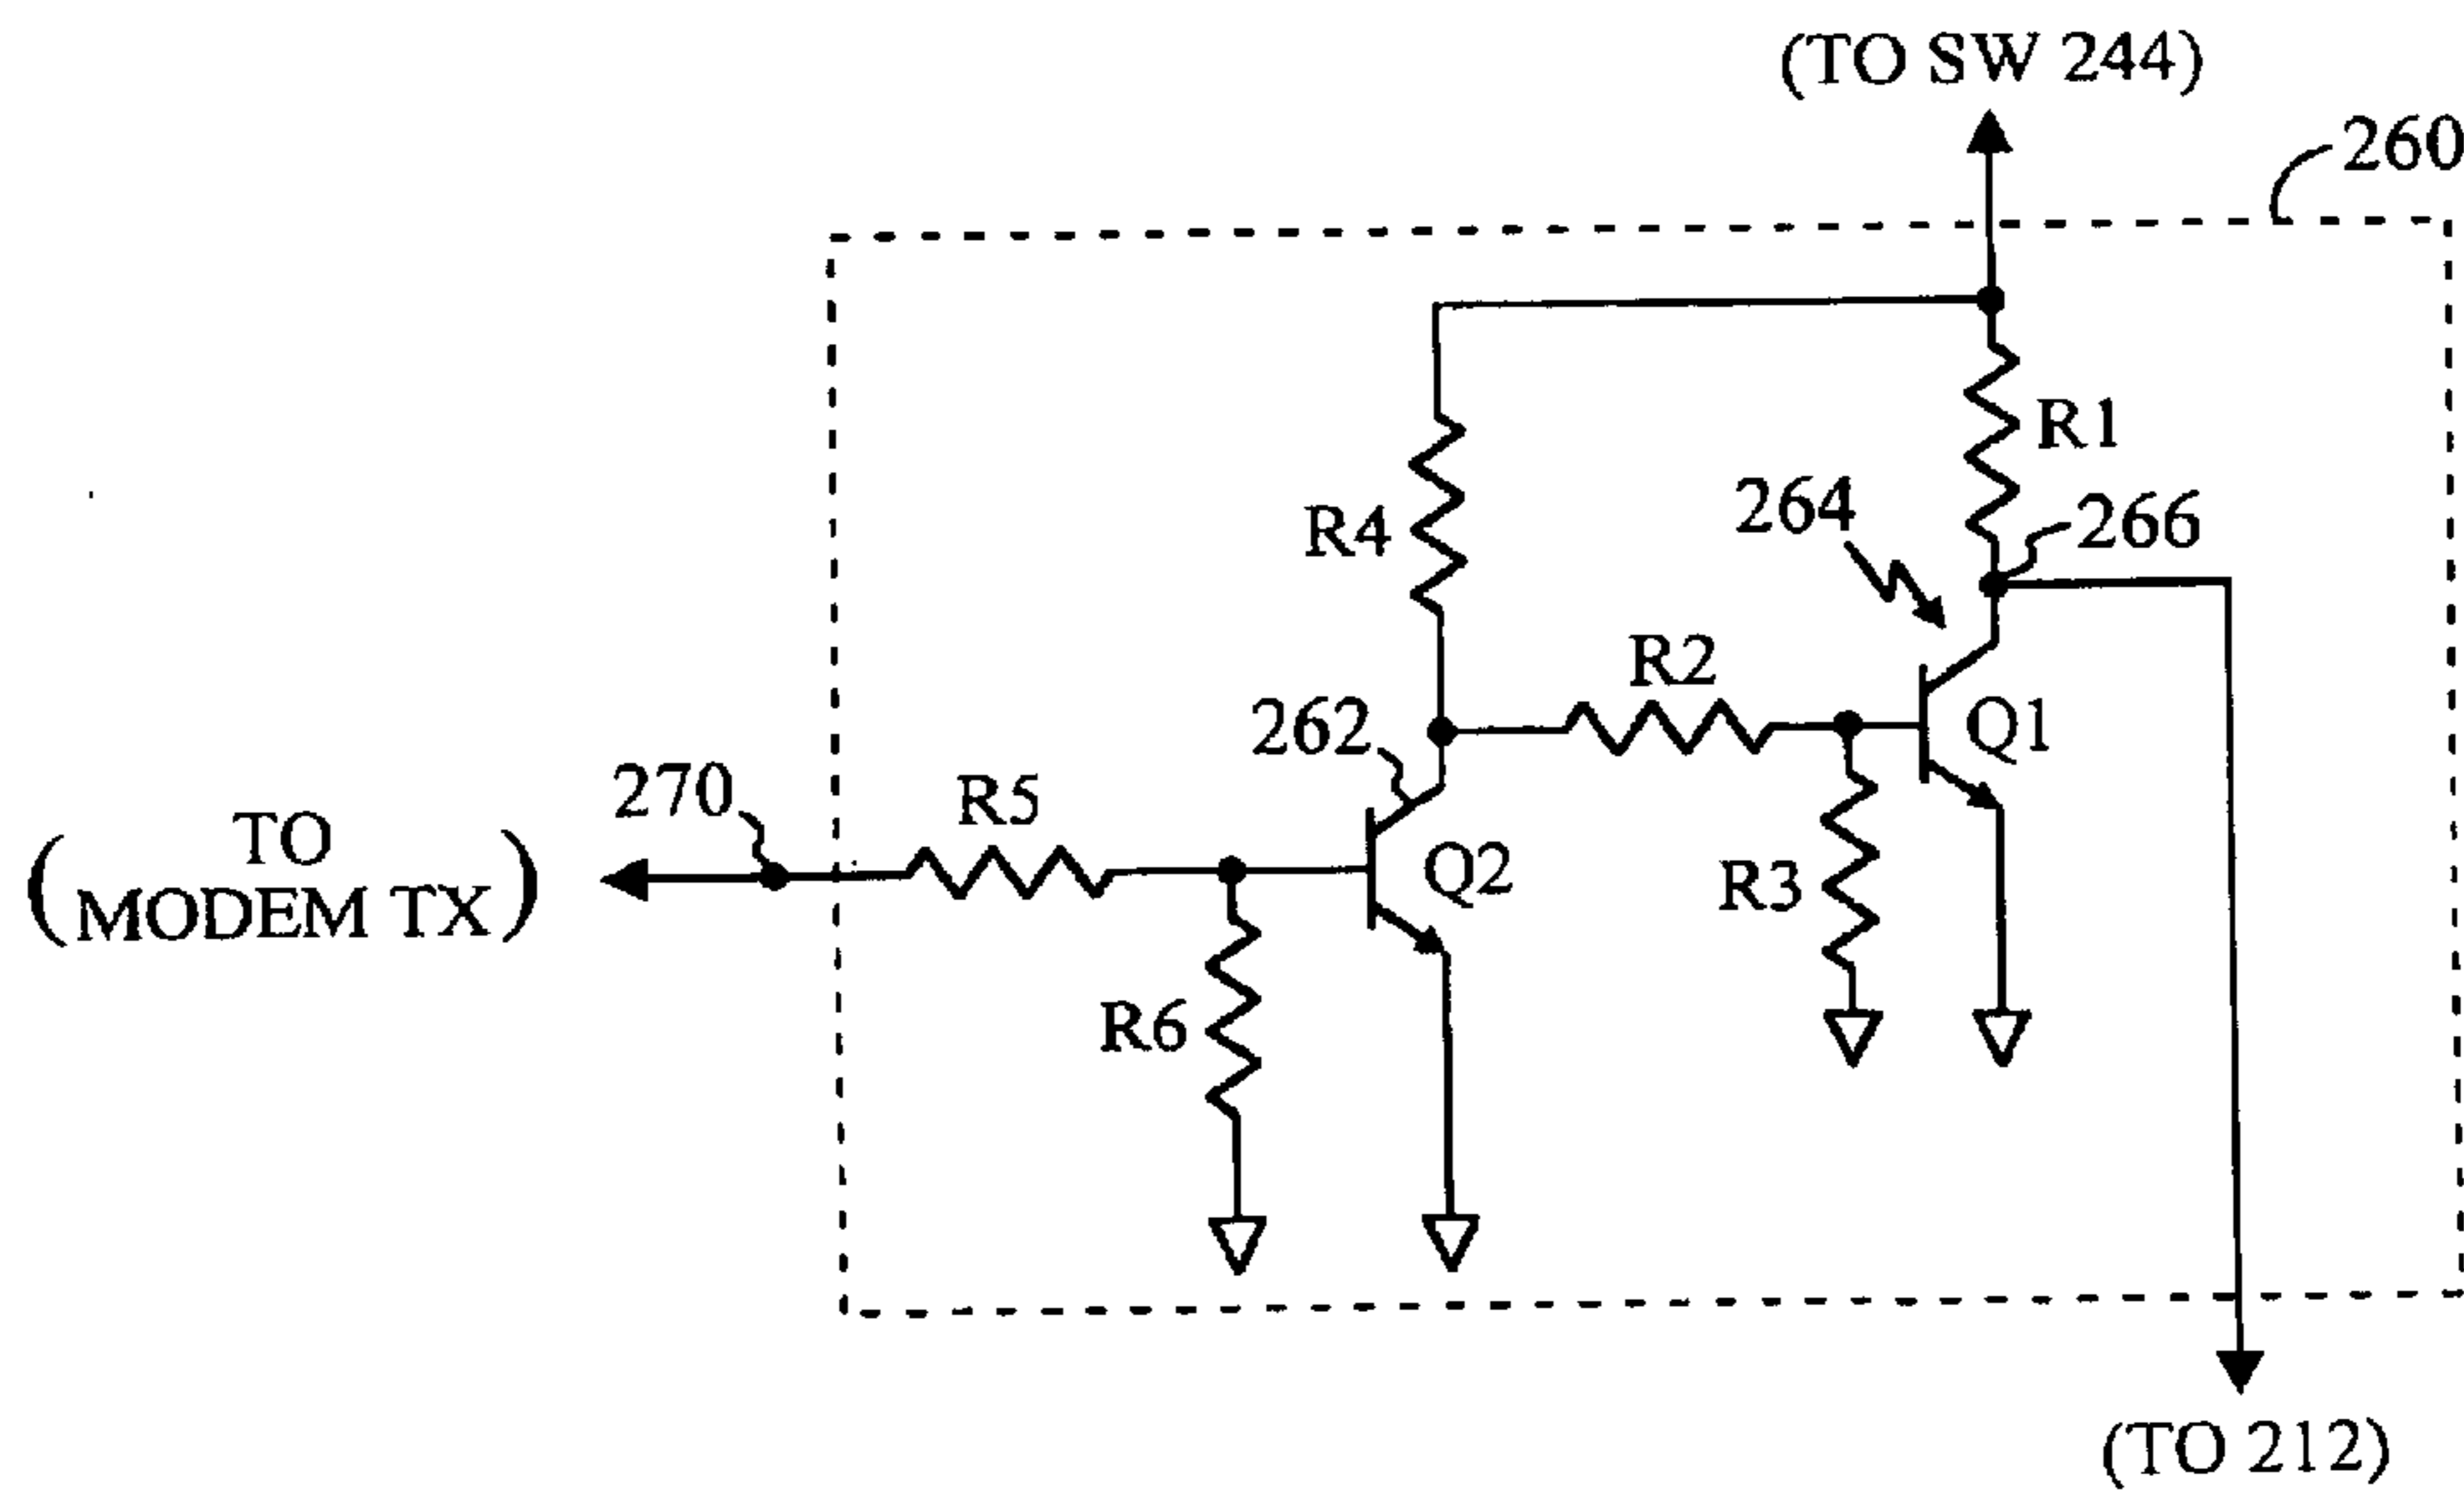 (TO SW 244)
260
R1
264
266
R4
R2
262
Q1
270
R5
(TO
MODEM TX)
Q2
R3
R6
(TO 212)